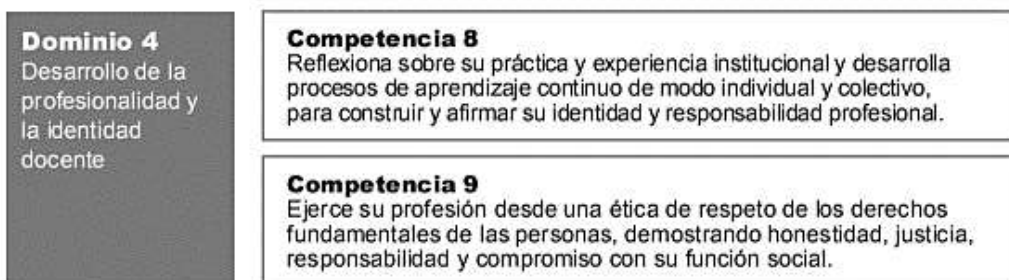 Dominio 4
Desarrollo de la
profesionalidad y
la identidad
docente
Competencia 8
Reflexiona sobre su práctica y experiencia institucional y desarrolla
procesos de aprendizaje continuo de modo individual y colectivo,
para construir y afirmar su identidad y responsabilidad profesional.
Competencia 9
Ejerce su profesión desde una ética de respeto de los derechos
fundamentales de las personas, demostrando honestidad, justicia,
responsabilidad y compromiso con su función social.